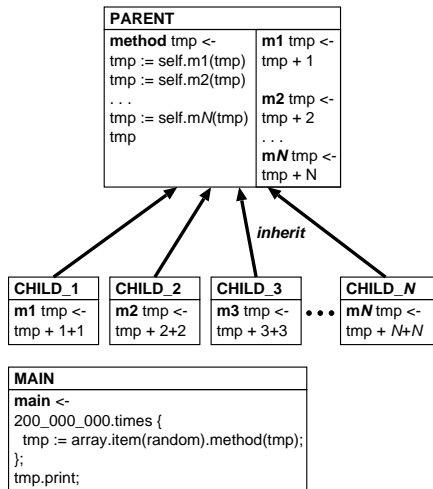 PARENT
method tmp <-
tmp := self.m1(tmp)
tmp := self.m2(tmp)
. . .
tmp := self.mN(tmp)
tmp
m1 tmp <-
tmp + 1
m2 tmp <-
tmp + 2
. . .
mN tmp <-
tmp + N
inherit
CHILD_1
m1 tmp <-
tmp + 1+1
CHILD_2
m2 tmp <-
tmp + 2+2
CHILD_3
m3 tmp <-
tmp + 3+3
• • •
CHILD_N
mN tmp <-
tmp + N+N
MAIN
main <-
200_000_000.times {
tmp := array.item(random).method(tmp);
};
tmp.print;